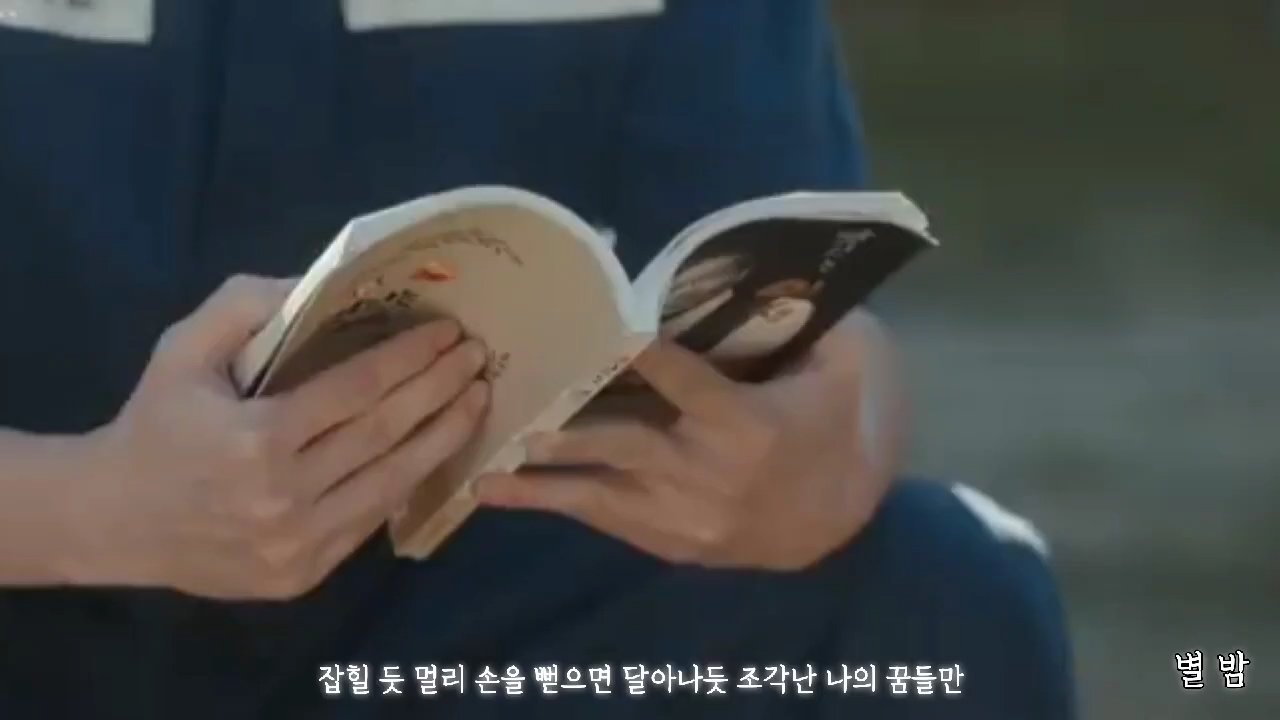 잡힐 듯 멀리 손을 뻗으면 달아나듯 조각난 나의 꿈들만
별 밤